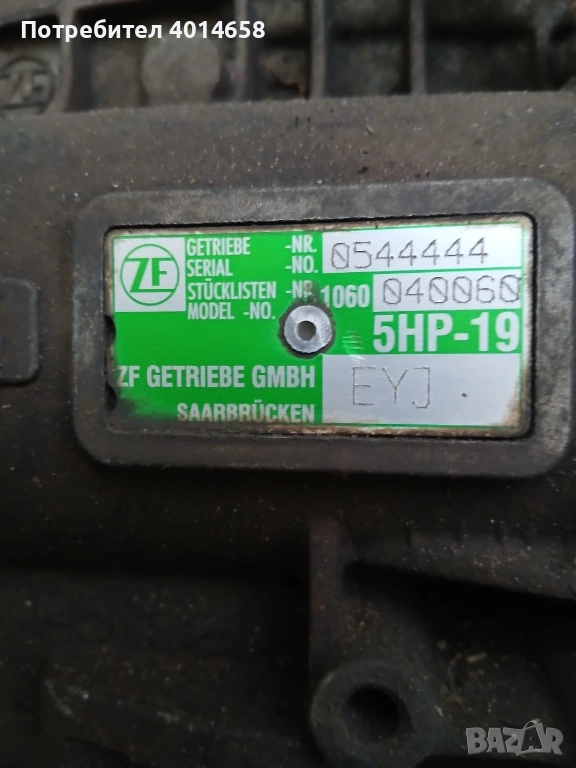 Потребител 4014658
ZF
ZF
GETRIEBE -NR. 0544444
SERIAL -NO.
STÜCKLISTEN -NR. 1060 040060
MODEL -NO.
5HP-19
ZF GETRIEBE GMBH EYJ
SAARBRÜCKEN
BAZAR